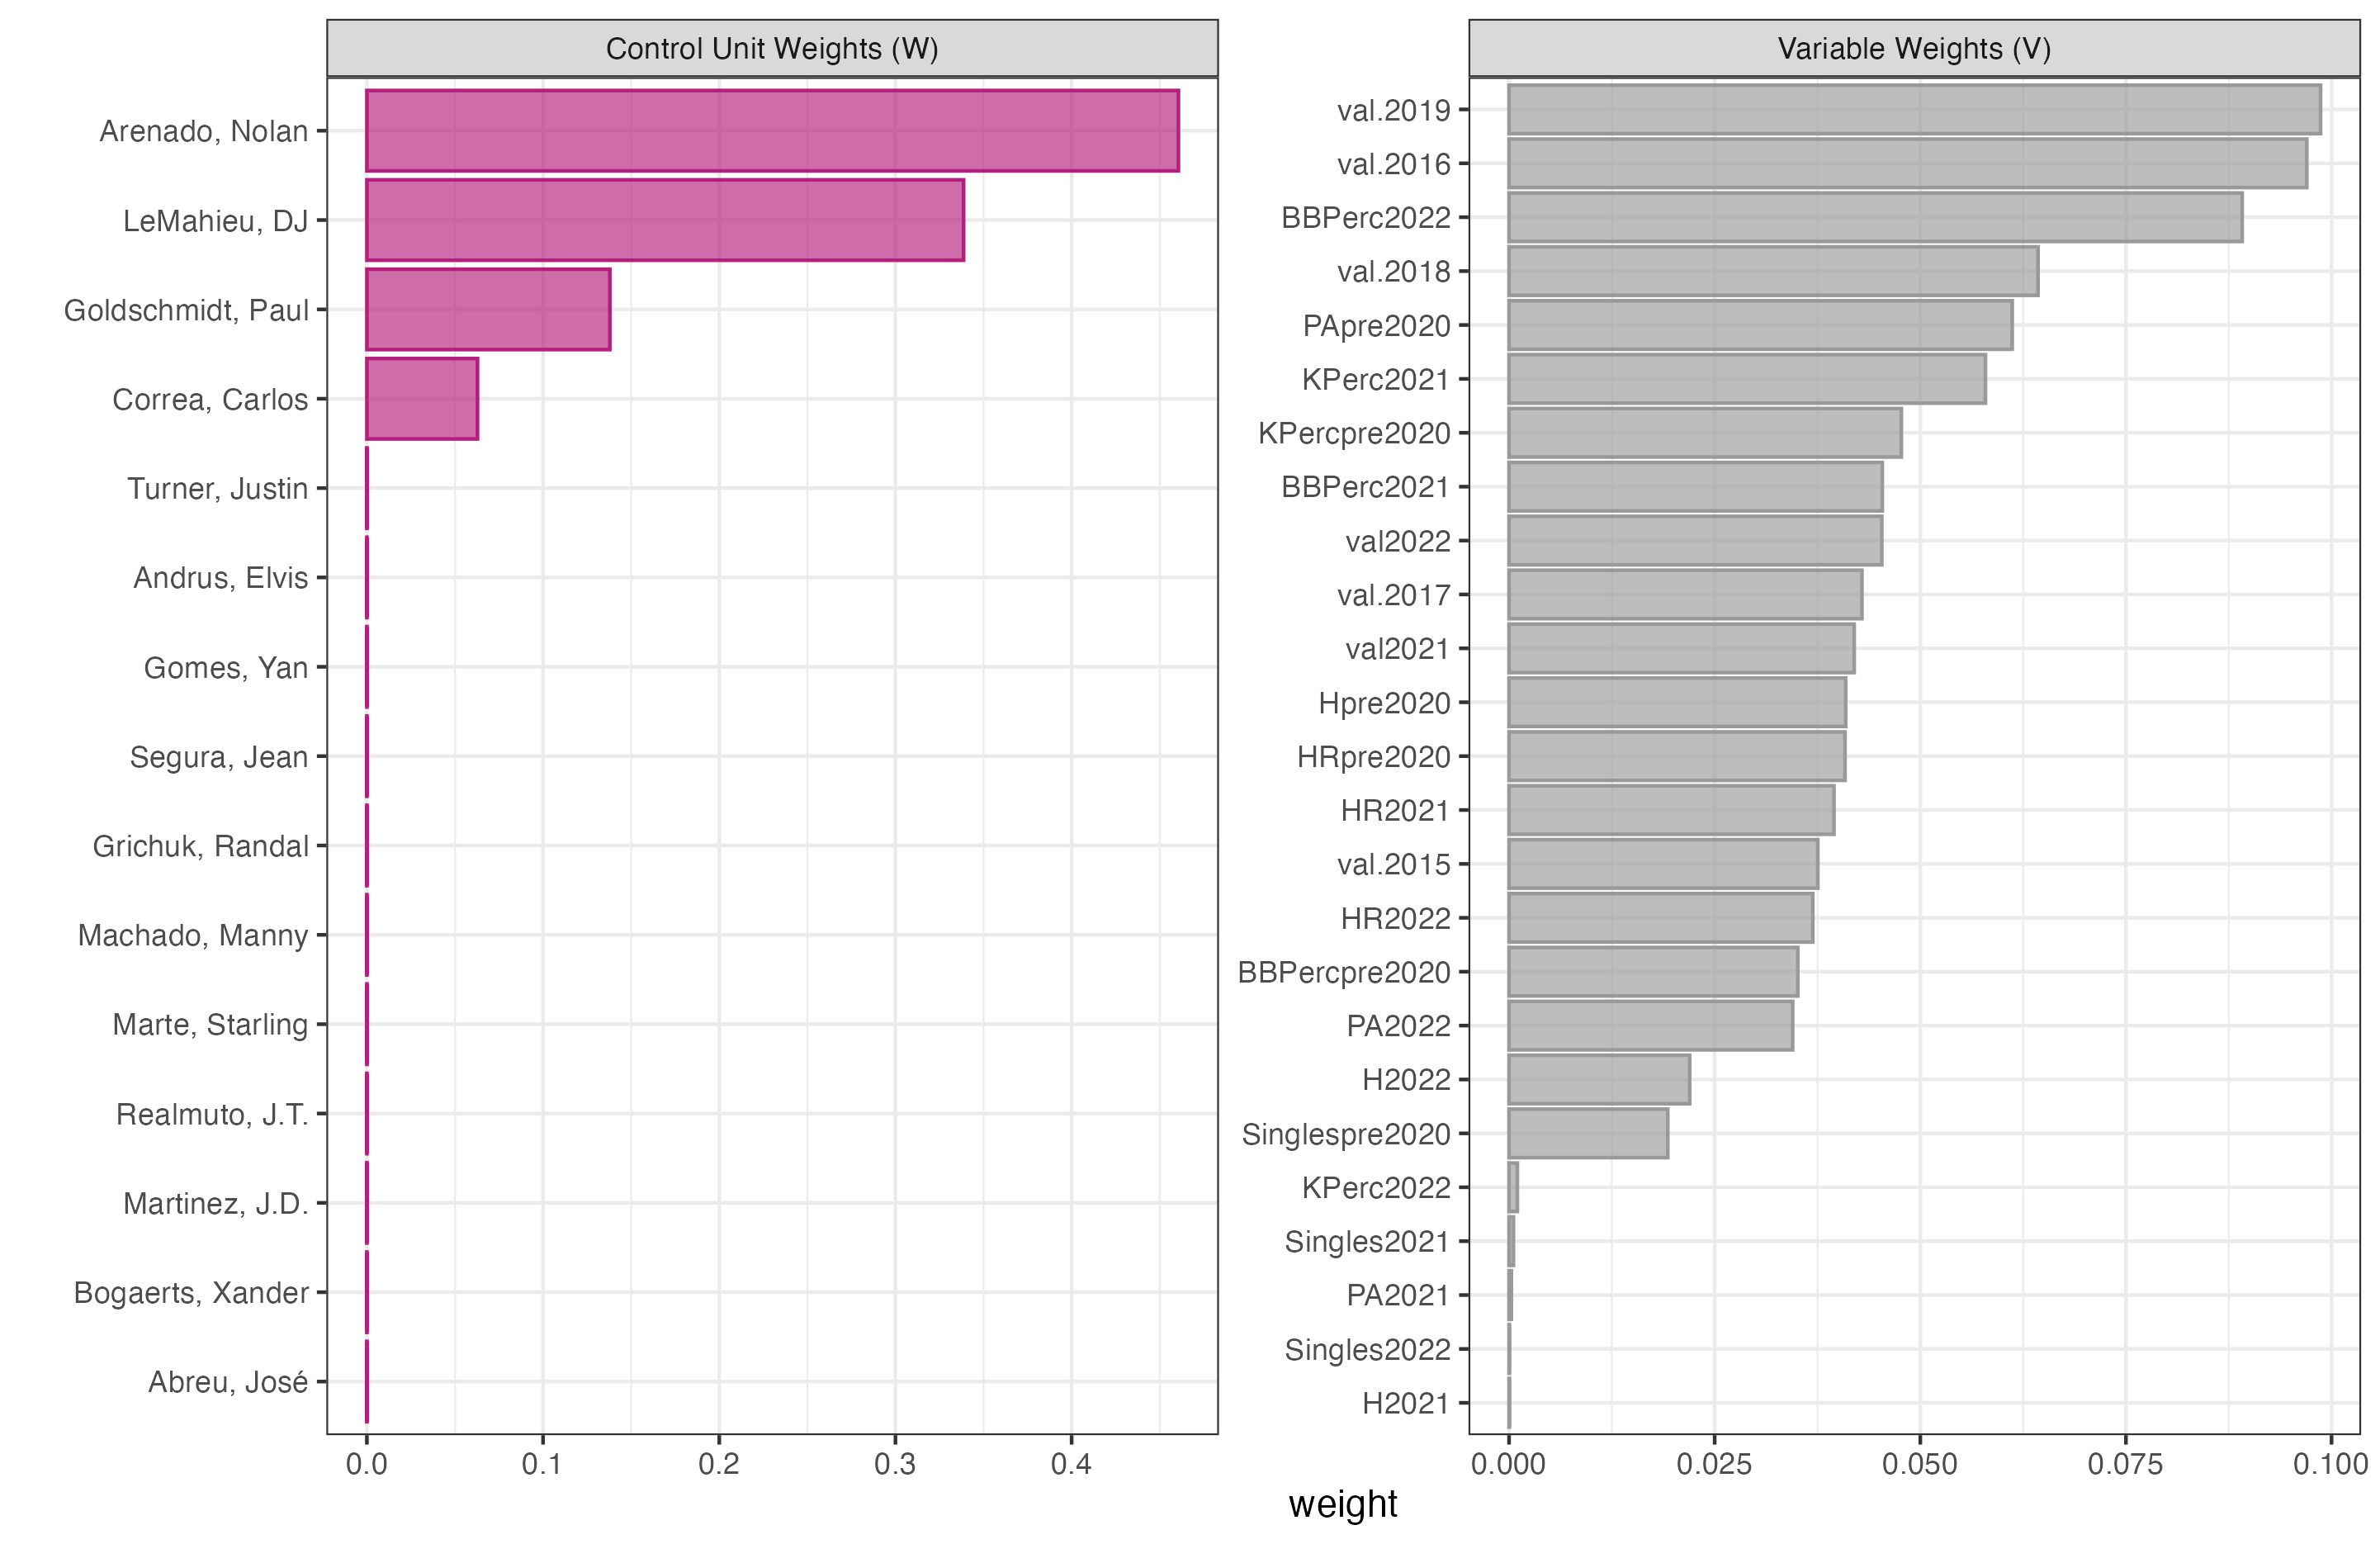 Control Unit Weights (W)
Arenado, Nolan
LeMahieu, DJ
Goldschmidt, Paul
Correa, Carlos
Turner, Justin
Andrus, Elvis
Gomes, Yan
Segura, Jean
Grichuk, Randal
Machado, Manny
Marte, Starling
Realmuto, J.T.
Martinez, J.D.
Bogaerts, Xander
Abreu, José
0.0 0.1 0.2 0.3 0.4
Variable Weights (V)
val.2019
val.2016
BBPerc2022
val.2018
PApre2020
KPerc2021
KPercpre2020
BBPerc2021
val2022
val.2017
val2021
Hpre2020
HRpre2020
HR2021
val.2015
HR2022
BBPercpre2020
PA2022
H2022
Singlespre2020
KPerc2022
Singles2021
PA2021
Singles2022
H2021
0.000 0.025 0.050 0.075 0.100
weight